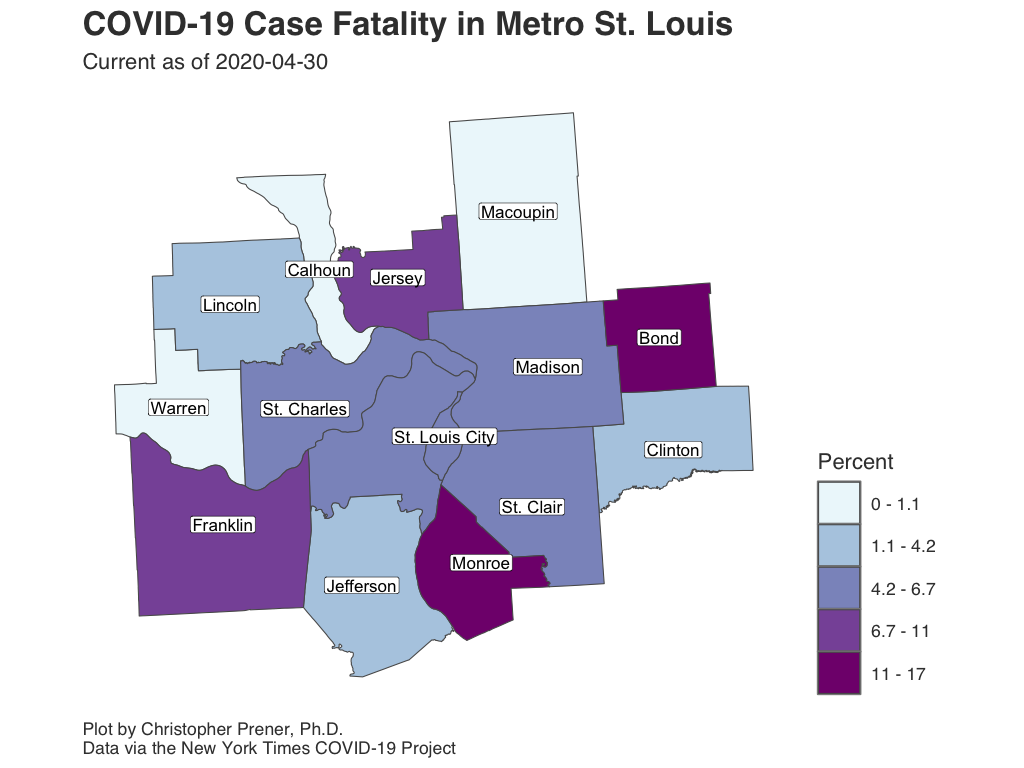 COVID-19 Case Fatality in Metro St. Louis
Current as of 2020-04-30
Macoupin
Calhoun
Jersey
Lincoln
Bond
Madison
Warren
St. Charles
St. Louis City
Clinton
St. Clair
Franklin
Monroe
Jefferson
Percent
0 - 1.1
1.1 - 4.2
4.2 - 6.7
6.7 - 11
11 - 17
Plot by Christopher Prener, Ph.D.
Data via the New York Times COVID-19 Project